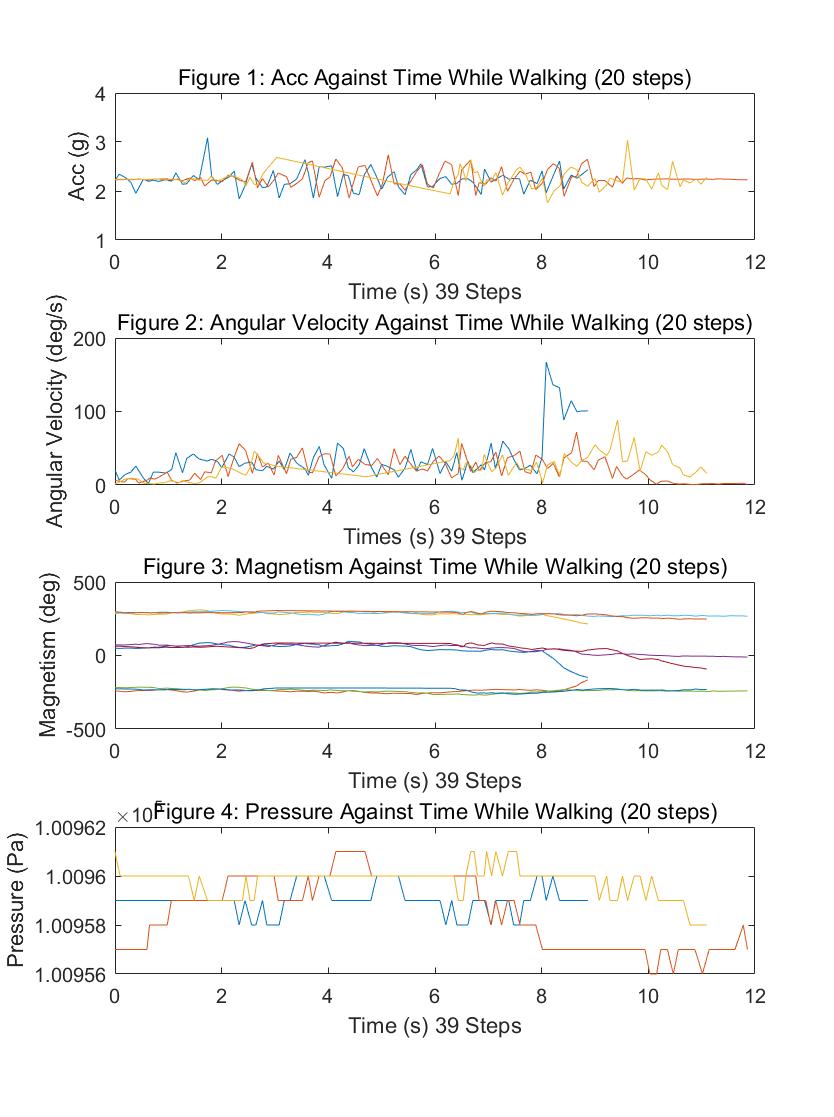 Figure 1: Acc Against Time While Walking (20 steps)
4
3
2
1
Acc (g)
0 2 4 6 8 10 12
Time (s) 39 Steps
Figure 2: Angular Velocity Against Time While Walking (20 steps)
200
100
0
Angular Velocity (deg/s)
0 2 4 6 8 10 12
Times (s) 39 Steps
Figure 3: Magnetism Against Time While Walking (20 steps)
500
0
-500
Magnetism (deg)
0 2 4 6 8 10 12
Time (s) 39 Steps
×10⁵
Figure 4: Pressure Against Time While Walking (20 steps)
1.00962
1.0096
1.00958
1.00956
Pressure (Pa)
0 2 4 6 8 10 12
Time (s) 39 Steps